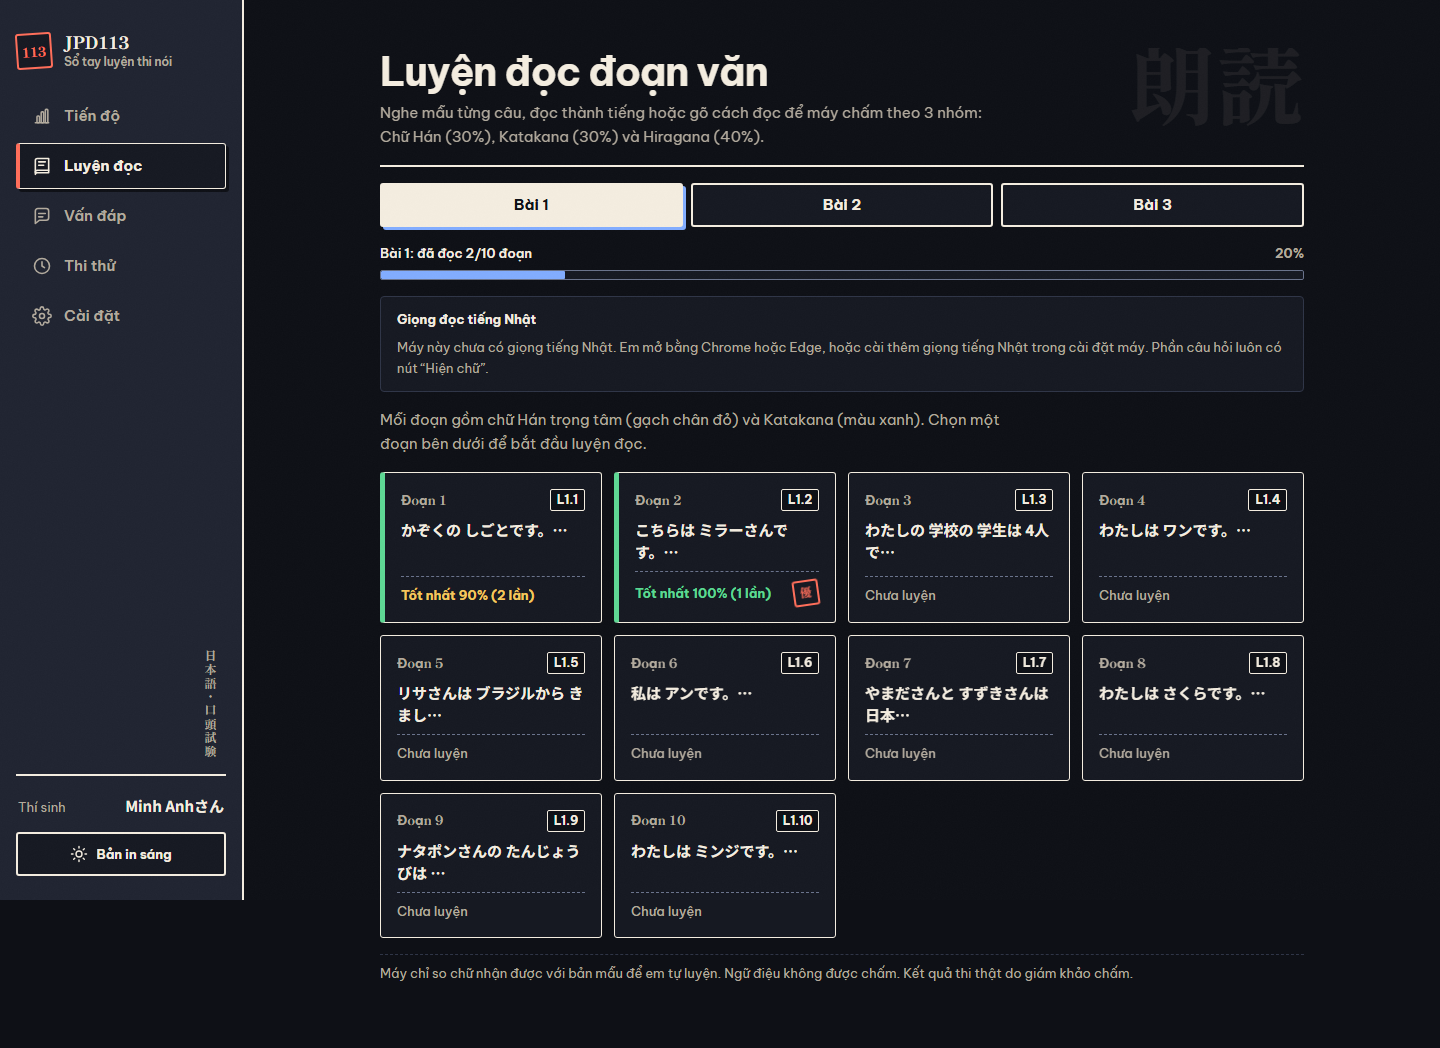 113
JPD113
Sổ tay luyện thi nói
Tiến độ
Luyện đọc
Vấn đáp
Thi thử
Cài đặt
日本語・口頭試験
Thí sinh
Minh Anhさん
Bản in sáng
Luyện đọc đoạn văn
朗読
Nghe mẫu từng câu, đọc thành tiếng hoặc gõ cách đọc để máy chấm theo 3 nhóm:
Chữ Hán (30%), Katakana (30%) và Hiragana (40%).
Bài 1
Bài 2
Bài 3
Bài 1: đã đọc 2/10 đoạn
20%
Giọng đọc tiếng Nhật
Máy này chưa có giọng tiếng Nhật. Em mở bằng Chrome hoặc Edge, hoặc cài thêm giọng tiếng Nhật trong cài đặt máy. Phần câu hỏi luôn có
nút “Hiện chữ”.
Mỗi đoạn gồm chữ Hán trọng tâm (gạch chân đỏ) và Katakana (màu xanh). Chọn một
đoạn bên dưới để bắt đầu luyện đọc.
Đoạn 1
L1.1
かぞくの しごとです。…
Tốt nhất 90% (2 lần)
Đoạn 2
L1.2
こちらは ミラーさんで
す。…
Tốt nhất 100% (1 lần)
優
Đoạn 3
L1.3
わたしの 学校の 学生は 4人
で…
Chưa luyện
Đoạn 4
L1.4
わたしは ワンです。…
Chưa luyện
Đoạn 5
L1.5
リサさんは ブラジルから き
まし…
Chưa luyện
Đoạn 6
L1.6
私は アンです。…
Chưa luyện
Đoạn 7
L1.7
やまださんと すずきさんは
日本…
Chưa luyện
Đoạn 8
L1.8
わたしは さくらです。…
Chưa luyện
Đoạn 9
L1.9
ナタポンさんの たんじょう
びは …
Chưa luyện
Đoạn 10
L1.10
わたしは ミンジです。…
Chưa luyện
Máy chỉ so chữ nhận được với bản mẫu để em tự luyện. Ngữ điệu không được chấm. Kết quả thi thật do giám khảo chấm.